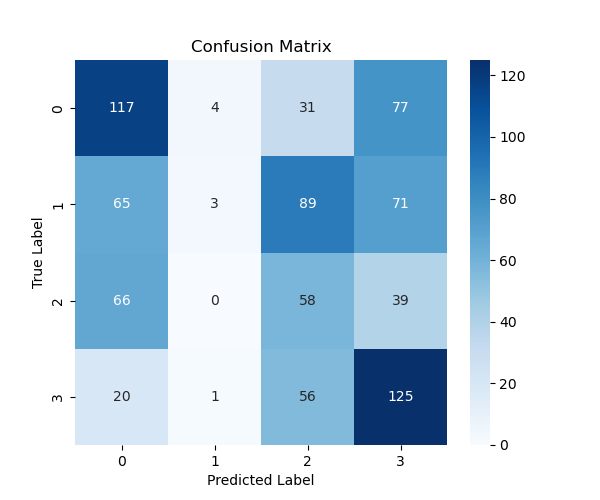 Confusion Matrix
0 117 4 31 77
1 65 3 89 71
2 66 0 58 39
3 20 1 56 125
0 1 2 3
True Label
Predicted Label
120
100
80
60
40
20
0